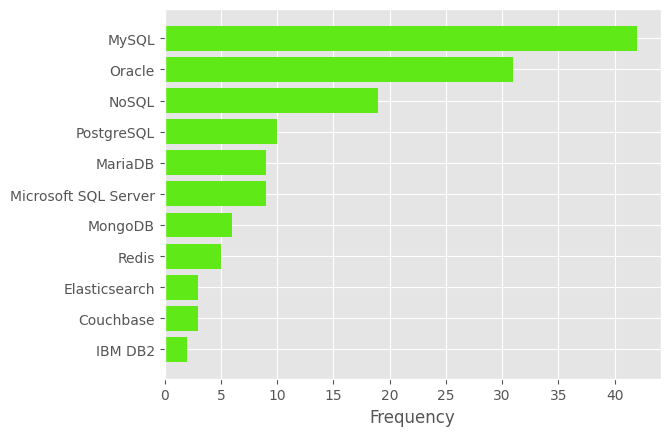 MySQL
Oracle
NoSQL
PostgreSQL
MariaDB
Microsoft SQL Server
MongoDB
Redis
Elasticsearch
Couchbase
IBM DB2
0 5 10 15 20 25 30 35 40
Frequency